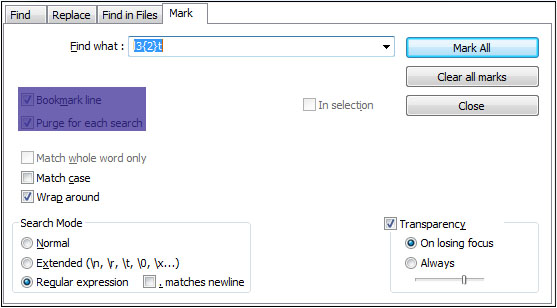 Find Replace Find in Files Mark
Find what : l3{2}t Mark All
Clear all marks
Bookmark line In selection Close
Purge for each search
Match whole word only
Match case
Wrap around
Search Mode Transparency
Normal On losing focus
Extended (\n, \r, \t, \0, \x...) Always
Regular expression . matches newline